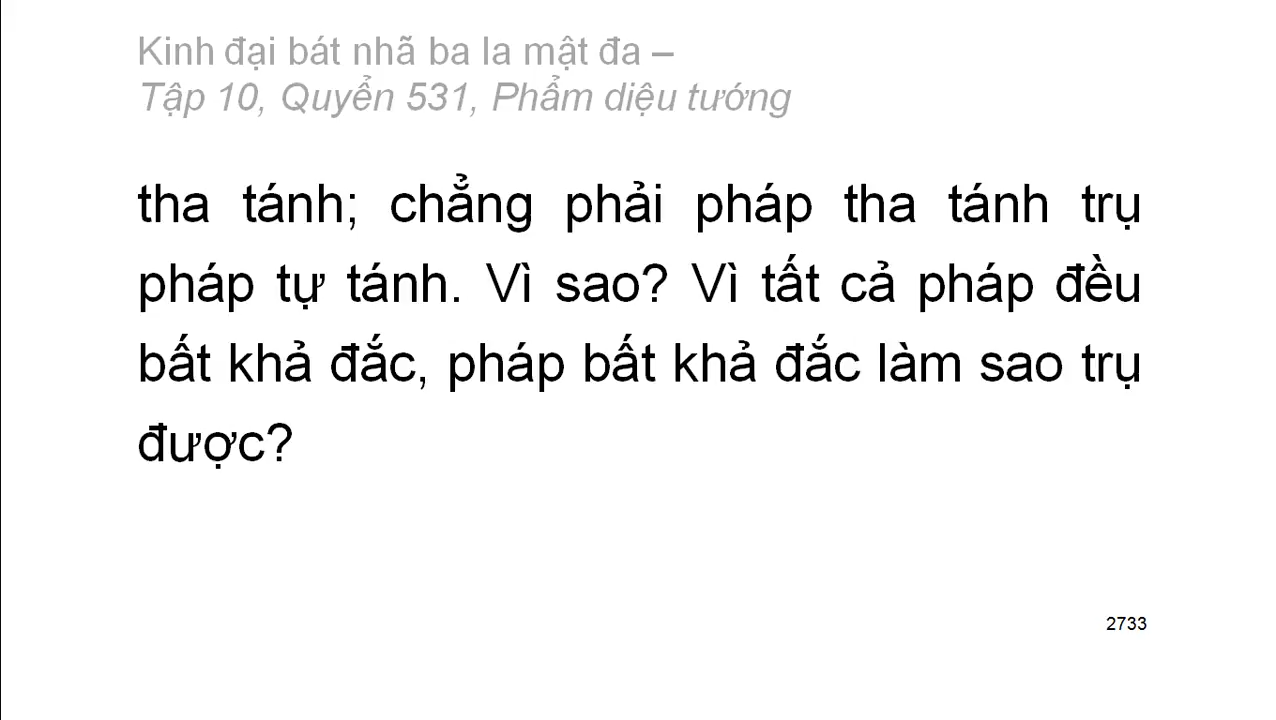 Kinh đại bát nhã ba la mật đa –
Tập 10, Quyển 531, Phẩm diệu tướng
tha tánh; chẳng phải pháp tha tánh trụ
pháp tự tánh. Vì sao? Vì tất cả pháp đều
bất khả đắc, pháp bất khả đắc làm sao trụ
được?
2733